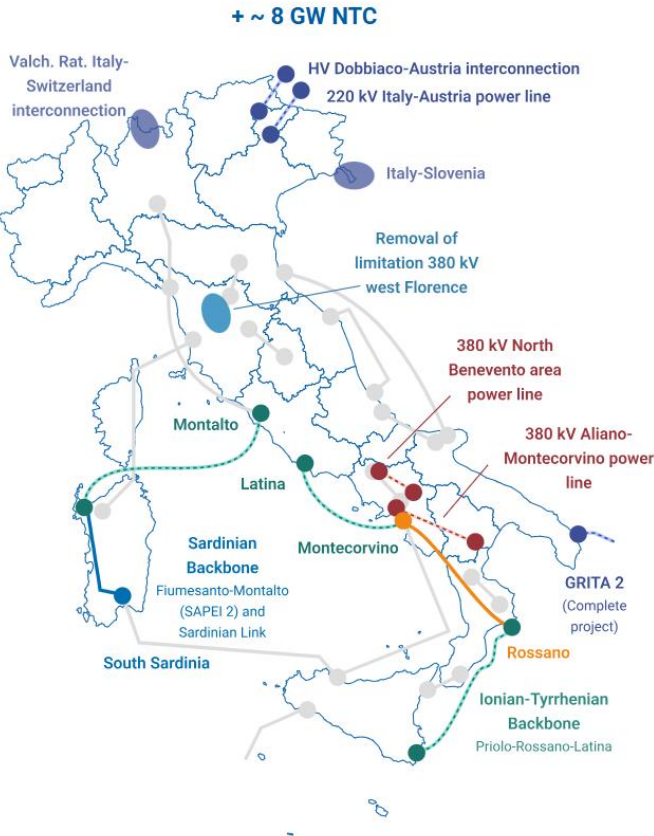 + ~ 8 GW NTC
Valch. Rat. Italy-
Switzerland
interconnection
HV Dobbiaco-Austria interconnection
220 kV Italy-Austria power line
Italy-Slovenia
Removal of
limitation 380 kV
west Florence
380 kV North
Benevento area
power line
380 kV Aliano-
Montecorvino power
line
Montalto
Latina
Montecorvino
Sardinian
Backbone
Fiumesanto-Montalto
(SAPEI 2) and
Sardinian Link
South Sardinia
GRITA 2
(Complete
project)
Rossano
Ionian-Tyrrhenian
Backbone
Priolo-Rossano-Latina